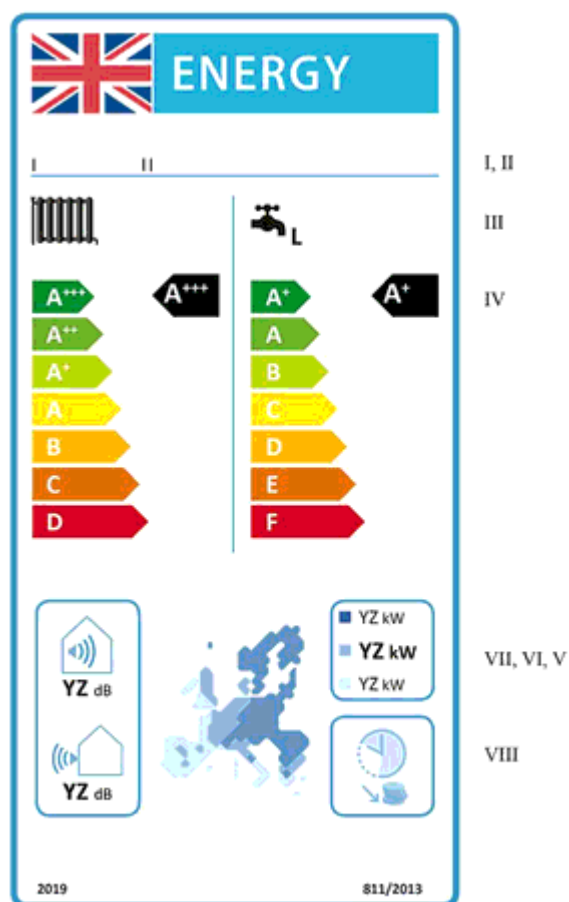 ENERGY
I II I, II
L III
A+++ A+++ A+ A+ IV
A++ A
A+ B
A C
B D
C E
D F
YZ kW
YZ kW VII, VI, V
YZ dB YZ kW
VIII
YZ dB
2019 811/2013